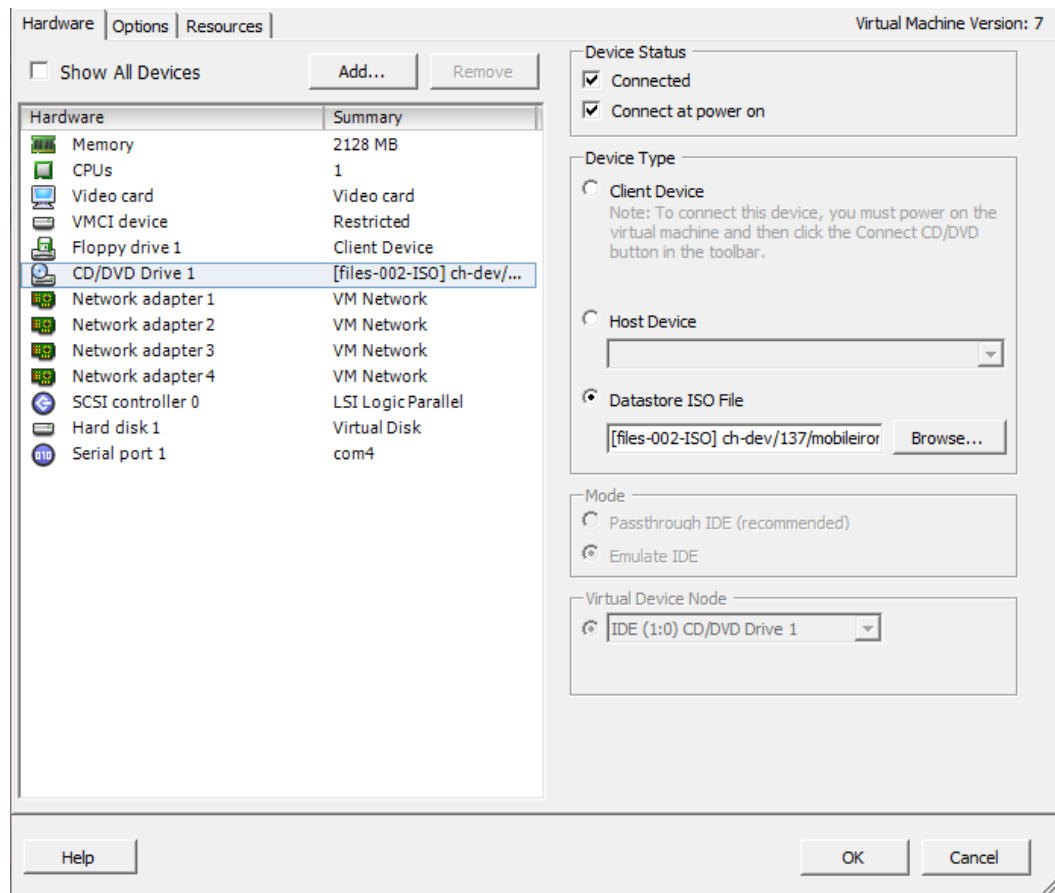 Hardware Options Resources Virtual Machine Version: 7
Show All Devices Add... Remove
Hardware Summary
Memory 2128 MB
CPUs 1
Video card Video card
VMCI device Restricted
Floppy drive 1 Client Device
CD/DVD Drive 1 [files-002-ISO] ch-dev/...
Network adapter 1 VM Network
Network adapter 2 VM Network
Network adapter 3 VM Network
Network adapter 4 VM Network
SCSI controller 0 LSI Logic Parallel
Hard disk 1 Virtual Disk
Serial port 1 com4
Device Status
Connected
Connect at power on
Device Type
Client Device
Note: To connect this device, you must power on the
virtual machine and then click the Connect CD/DVD
button in the toolbar.
Host Device
Datastore ISO File
[files-002-ISO] ch-dev/137/mobileiror Browse...
Mode
Passthrough IDE (recommended)
Emulate IDE
Virtual Device Node
IDE (1:0) CD/DVD Drive 1
Help OK Cancel